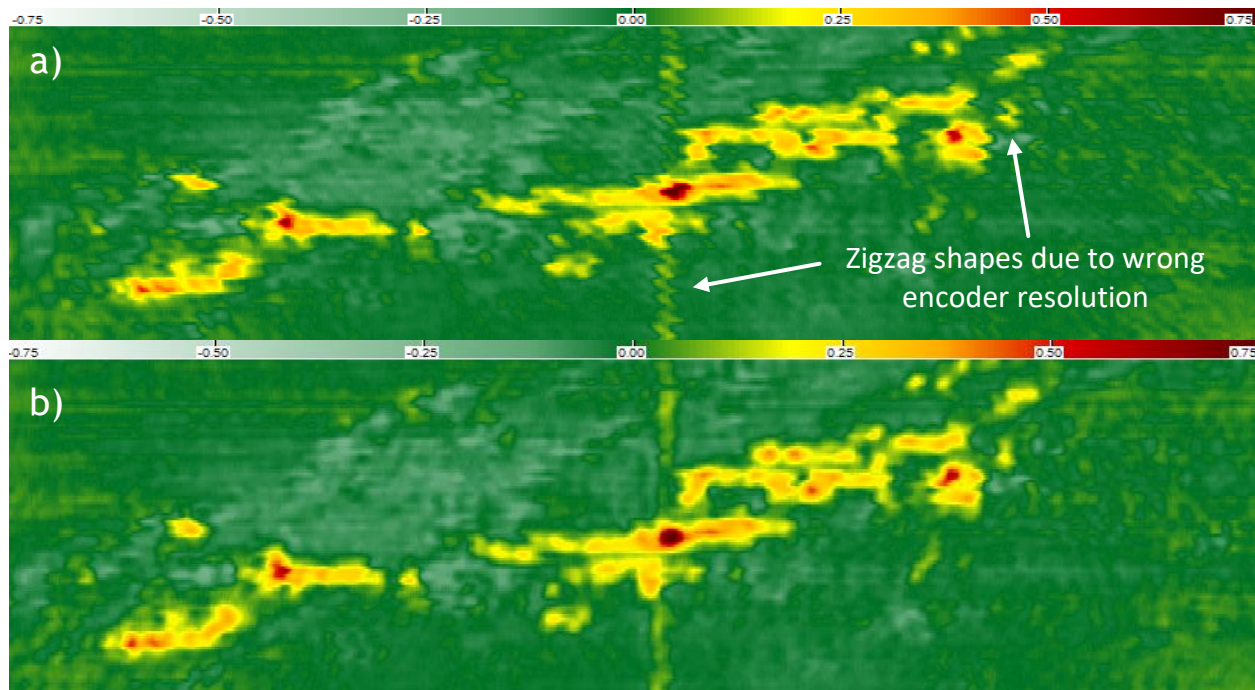 -0.75 -0.50 -0.25 0.00 0.25 0.50 0.75
a)
Zigzag shapes due to wrong
encoder resolution
-0.75 -0.50 -0.25 0.00 0.25 0.50 0.75
b)